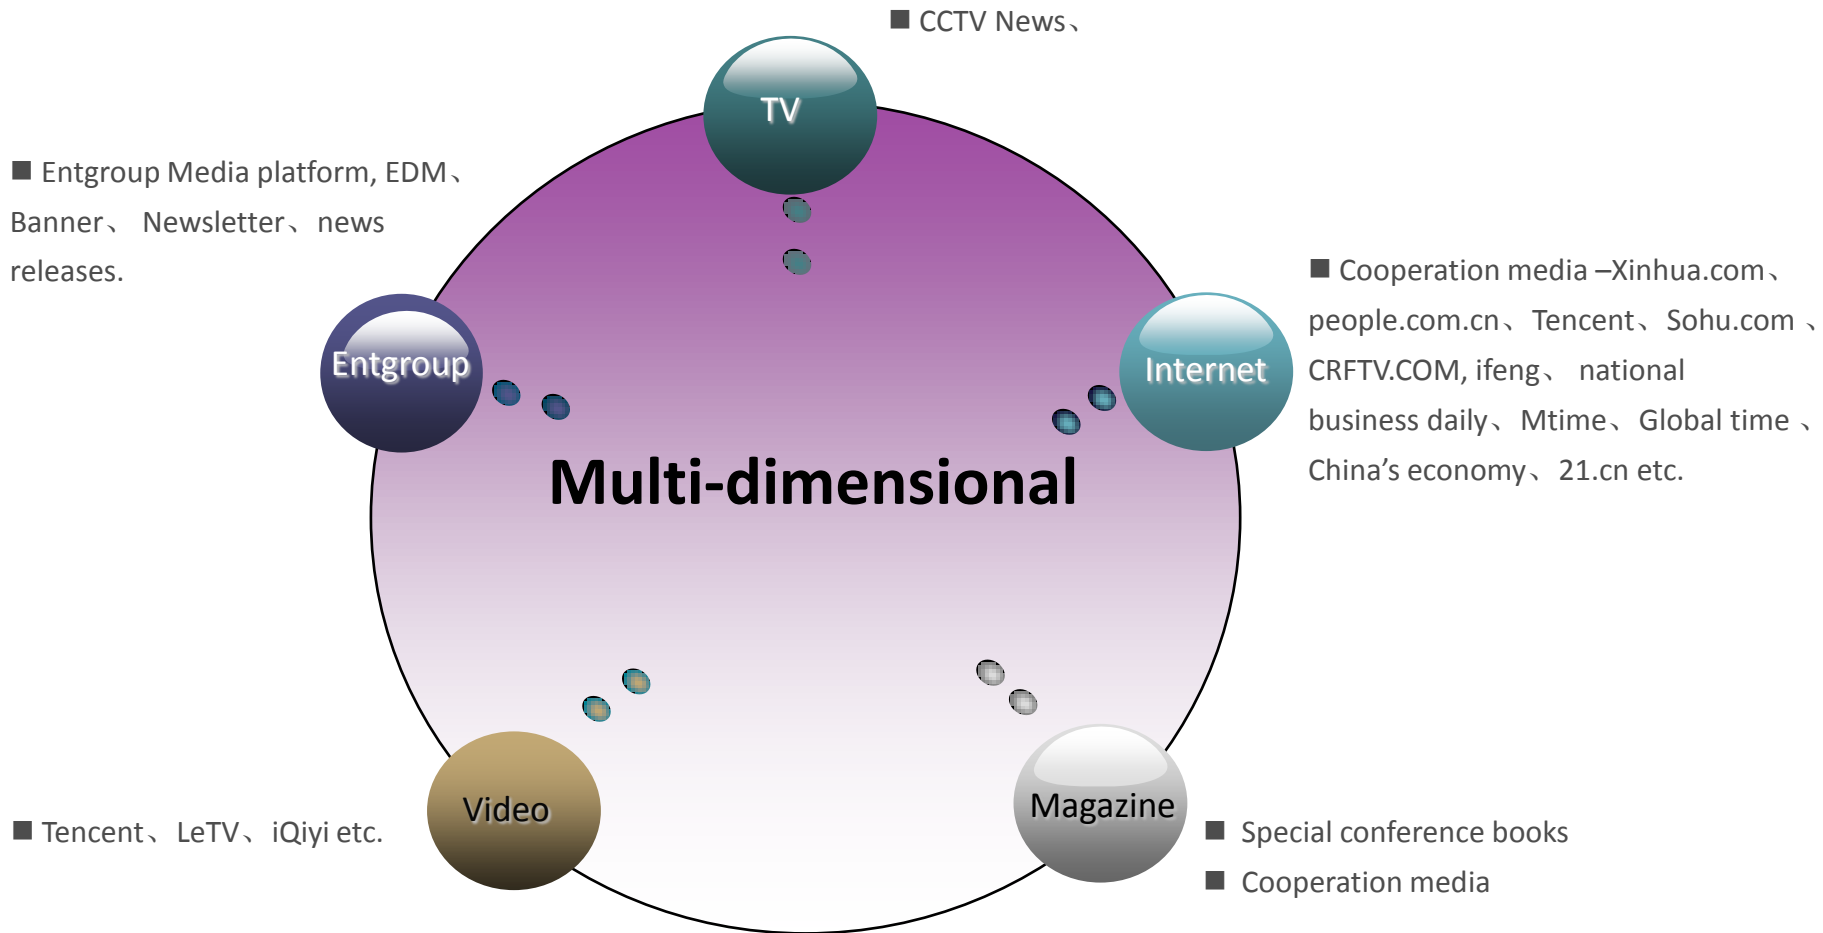 ■ CCTV News、
TV
■ Entgroup Media platform, EDM、
Banner、 Newsletter、news
releases.
Entgroup
Internet
■ Cooperation media –Xinhua.com、
people.com.cn、Tencent、Sohu.com 、
CRFTV.COM, ifeng、 national
business daily、Mtime、Global time 、
China’s economy、21.cn etc.
Multi-dimensional
Video
■ Tencent、LeTV、iQiyi etc.
Magazine
■ Special conference books
■ Cooperation media